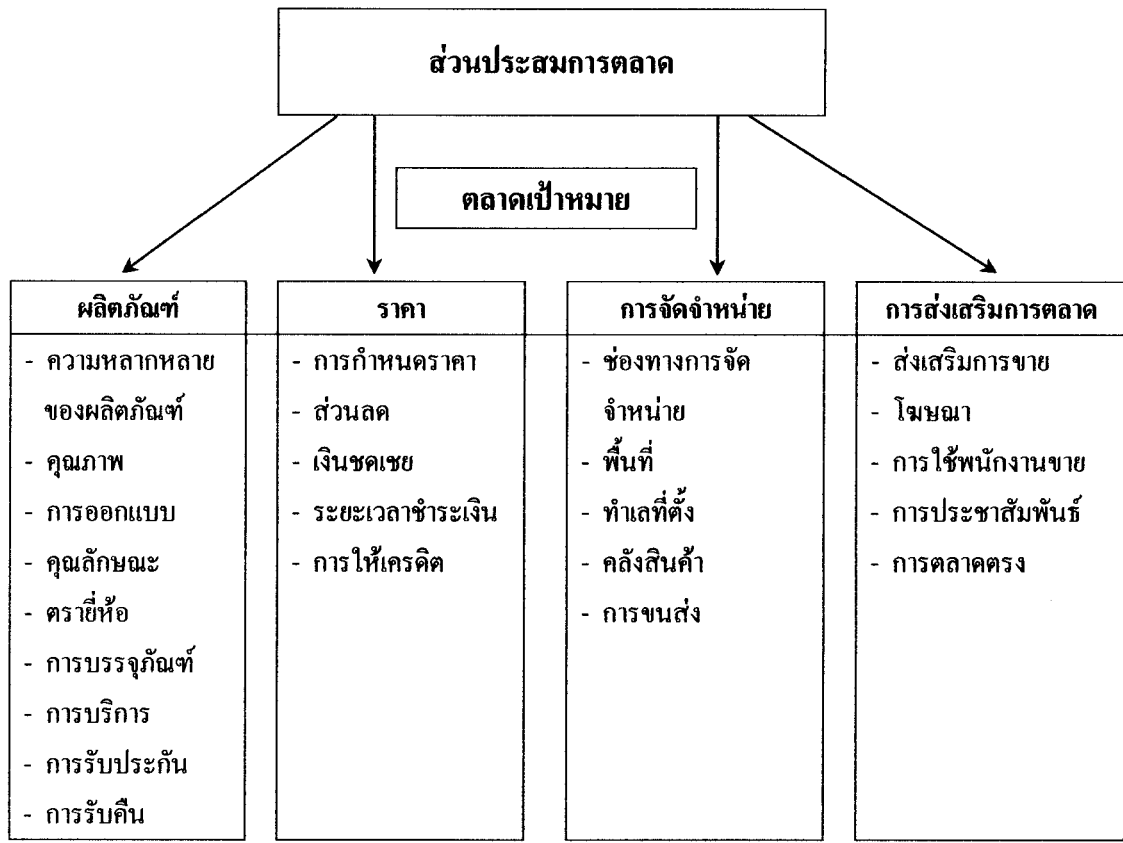 ส่วนประสมการตลาด
ตลาดเป้าหมาย
ผลิตภัณฑ์
- ความหลากหลาย
ของผลิตภัณฑ์
- คุณภาพ
- การออกแบบ
- คุณลักษณะ
- ตรายี่ห้อ
- การบรรจุภัณฑ์
- การบริการ
- การรับประกัน
- การรับคืน
ราคา
- การกำหนดราคา
- ส่วนลด
- เงินชดเชย
- ระยะเวลาชำระเงิน
- การให้เครดิต
การจัดจำหน่าย
- ช่องทางการจัด
จำหน่าย
- พื้นที่
- ทำเลที่ตั้ง
- คลังสินค้า
- การขนส่ง
การส่งเสริมการตลาด
- ส่งเสริมการขาย
- โฆษณา
- การใช้พนักงานขาย
- การประชาสัมพันธ์
- การตลาดตรง